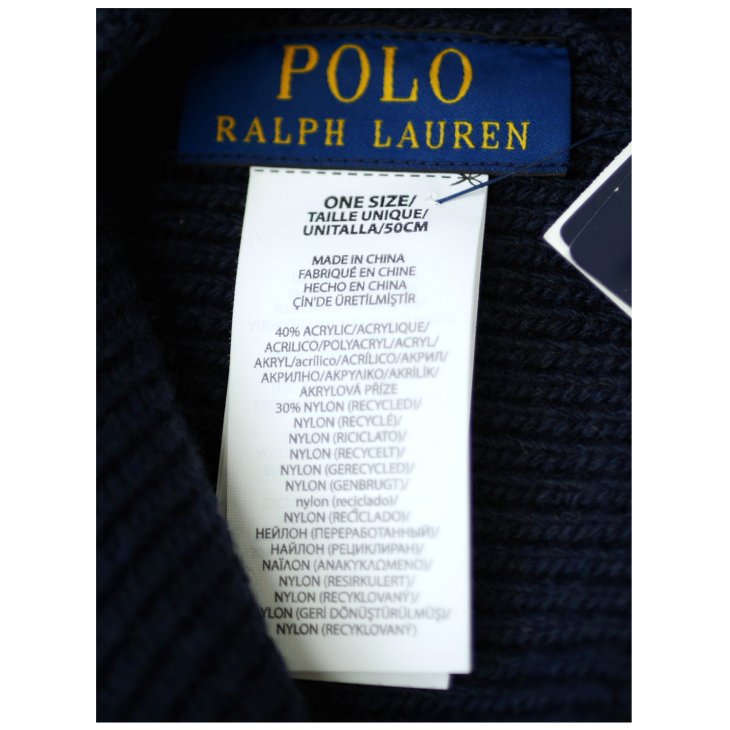 POLO
RALPH LAUREN
ONE SIZE/
TAILLE UNIQUE/
UNITALLA/50CM
MADE IN CHINA
FABRIQUÉ EN CHINE
HECHO EN CHINA
ÇİN'DE ÜRETİLMİŞTİR
40% ACRYLIC/ACRYLIQUE/
ACRILICO/POLYACRYL/ACRYL/
AKRYL/acrílico/ACRÍLICO/АКРИЛ/
АКРИЛНО/ΑΚΡΥΛΙΚΟ/AKRİLİK/
AKRYLOVÁ PŘÍZE
30% NYLON (RECYCLED)/
NYLON (RECYCLÉ)/
NYLON (RICICLATO)/
NYLON (RECYCELT)/
NYLON (GERECYCLED)/
NYLON (GENBRUGT)/
nylon (reciclado)/
NYLON (RECICLADO)/
НЕЙЛОН (ПЕРЕРАБОТАННЫЙ)/
НАЙЛОН (РЕЦИКЛИРАН)/
ΝΑΪΛΟΝ (ΑΝΑΚΥΚΛΩΜΕΝΟ)/
NYLON (RESIRKULERT)/
NYLON (RECYKLOVANÝ)/
NYLON (GERİ DÖNÜŞTÜRÜLMÜŞ)/
NYLON (RECYKLOVANÝ)